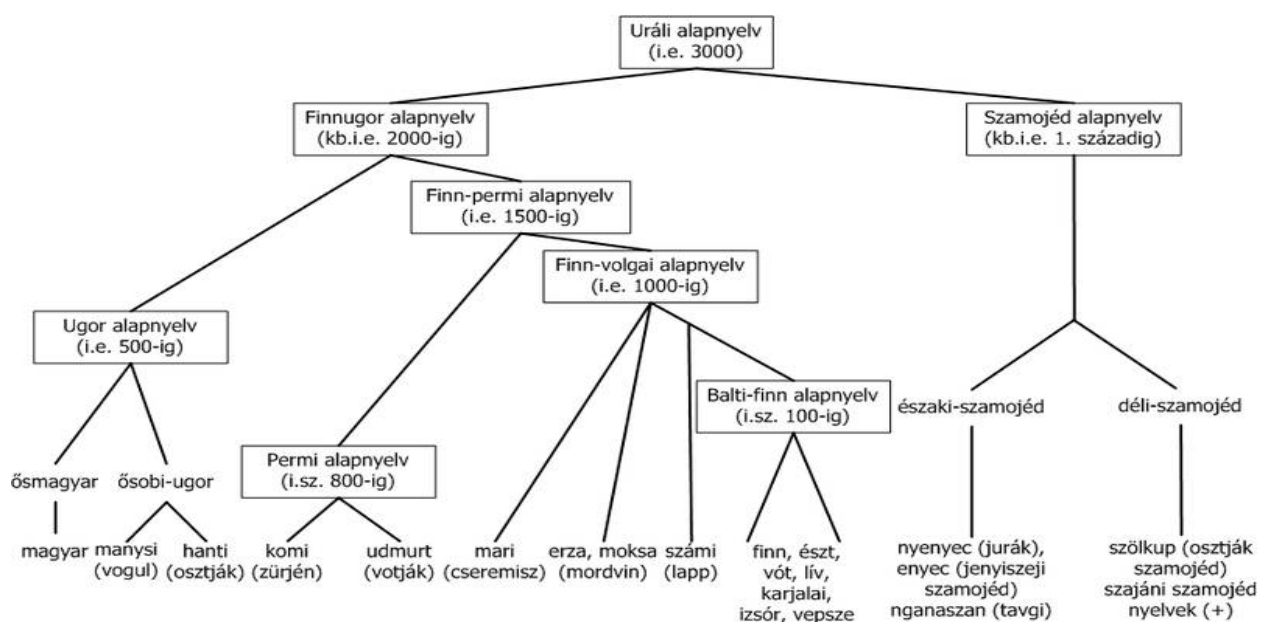 Uráli alapnyelv
(i.e. 3000)
Finnugor alapnyelv
(kb.i.e. 2000-ig)
Szamojéd alapnyelv
(kb.i.e. 1. századig)
Finn-permi alapnyelv
(i.e. 1500-ig)
Finn-volgai alapnyelv
(i.e. 1000-ig)
Ugor alapnyelv
(i.e. 500-ig)
Balti-finn alapnyelv
(i.sz. 100-ig)
északi-szamojéd
déli-szamojéd
Permi alapnyelv
(i.sz. 800-ig)
ősmagyar
ősobi-ugor
magyar
manysi
(vogul)
hanti
(osztják)
komi
(zürjén)
udmurt
(votják)
mari
(cseremisz)
erza, moksa
(mordvin)
számi
(lapp)
finn, észt,
vót, lív,
karjalai,
izsór, vepsze
nyenyec (jurák),
enyec (jenyiszeji
szamojéd)
nganaszan (tavgi)
szölkup (osztják
szamojéd)
szajáni szamojéd
nyelvek (+)